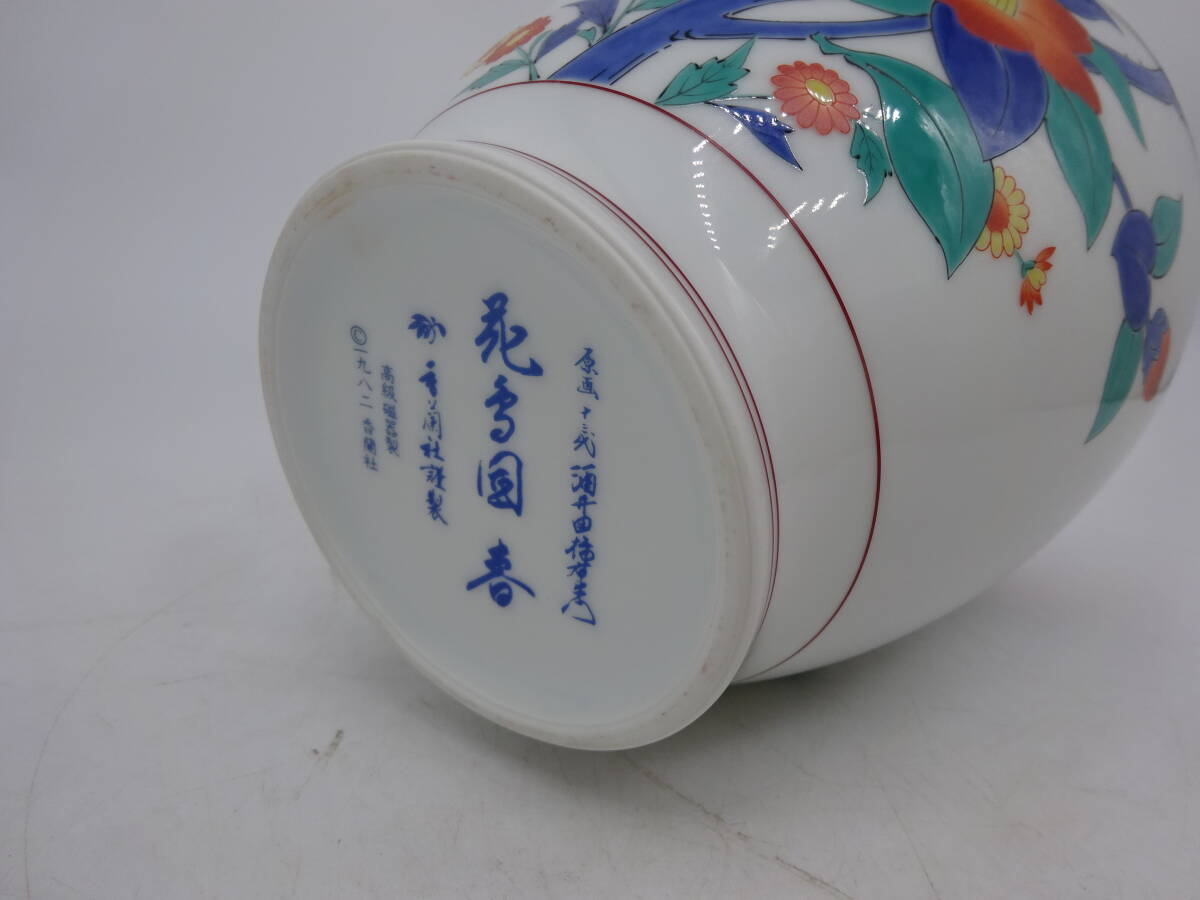 原画 十三代 酒井田柿右衛門
花鳥図 春
香蘭社謹製
高級磁器製
©一九八二 香蘭社